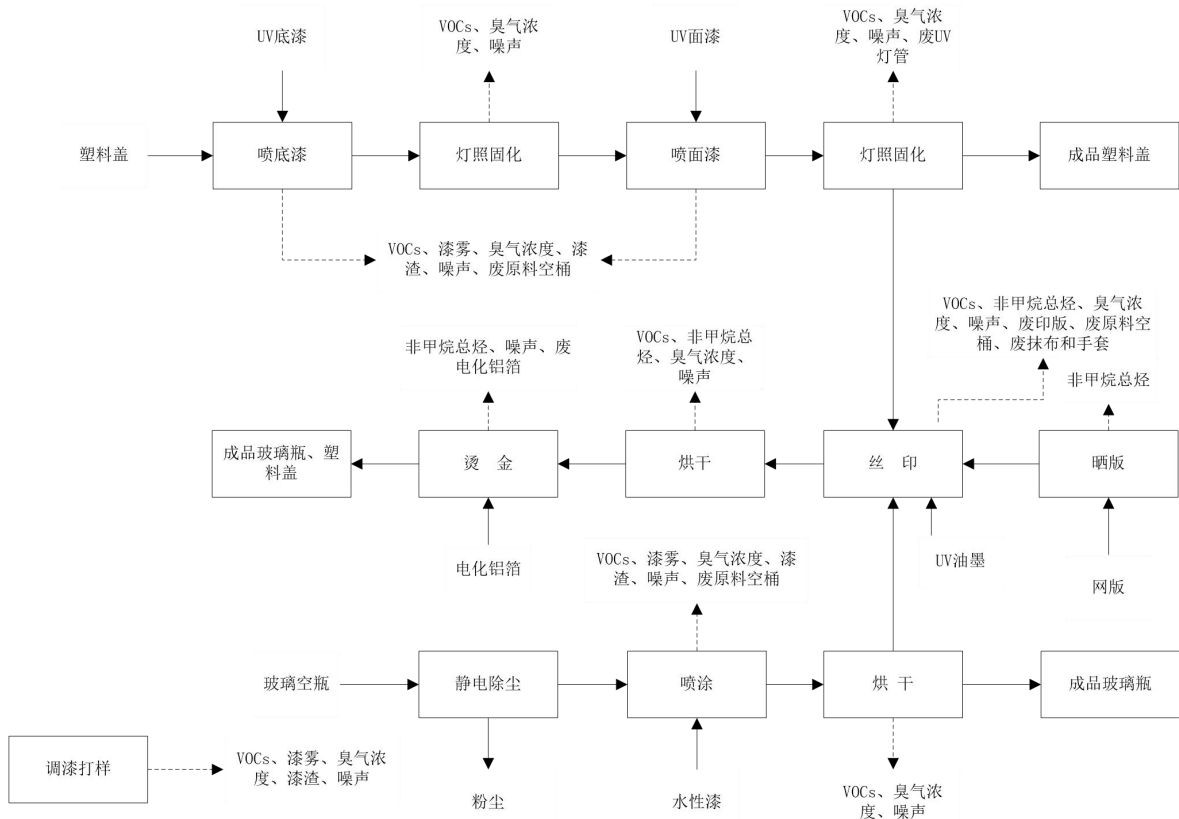 UV底漆
VOCs、臭气浓
度、噪声
UV面漆
VOCs、臭气浓
度、噪声、废UV
灯管
塑料盖
喷底漆
灯照固化
喷面漆
灯照固化
成品塑料盖
VOCs、漆雾、臭气浓度、漆
渣、噪声、废原料空桶
VOCs、非甲烷总烃、臭气浓
度、噪声、废印版、废原料空
桶、废抹布和手套
非甲烷总烃、噪声、废
电化铝箔
VOCs、非甲烷总
烃、臭气浓度、
噪声
非甲烷总烃
成品玻璃瓶、塑
料盖
烫 金
烘干
丝 印
晒版
电化铝箔
VOCs、漆雾、臭气浓度、漆
渣、噪声、废原料空桶
UV油墨
网版
玻璃空瓶
静电除尘
喷涂
烘 干
成品玻璃瓶
调漆打样
VOCs、漆雾、臭气浓
度、漆渣、噪声
粉尘
水性漆
VOCs、臭气浓
度、噪声